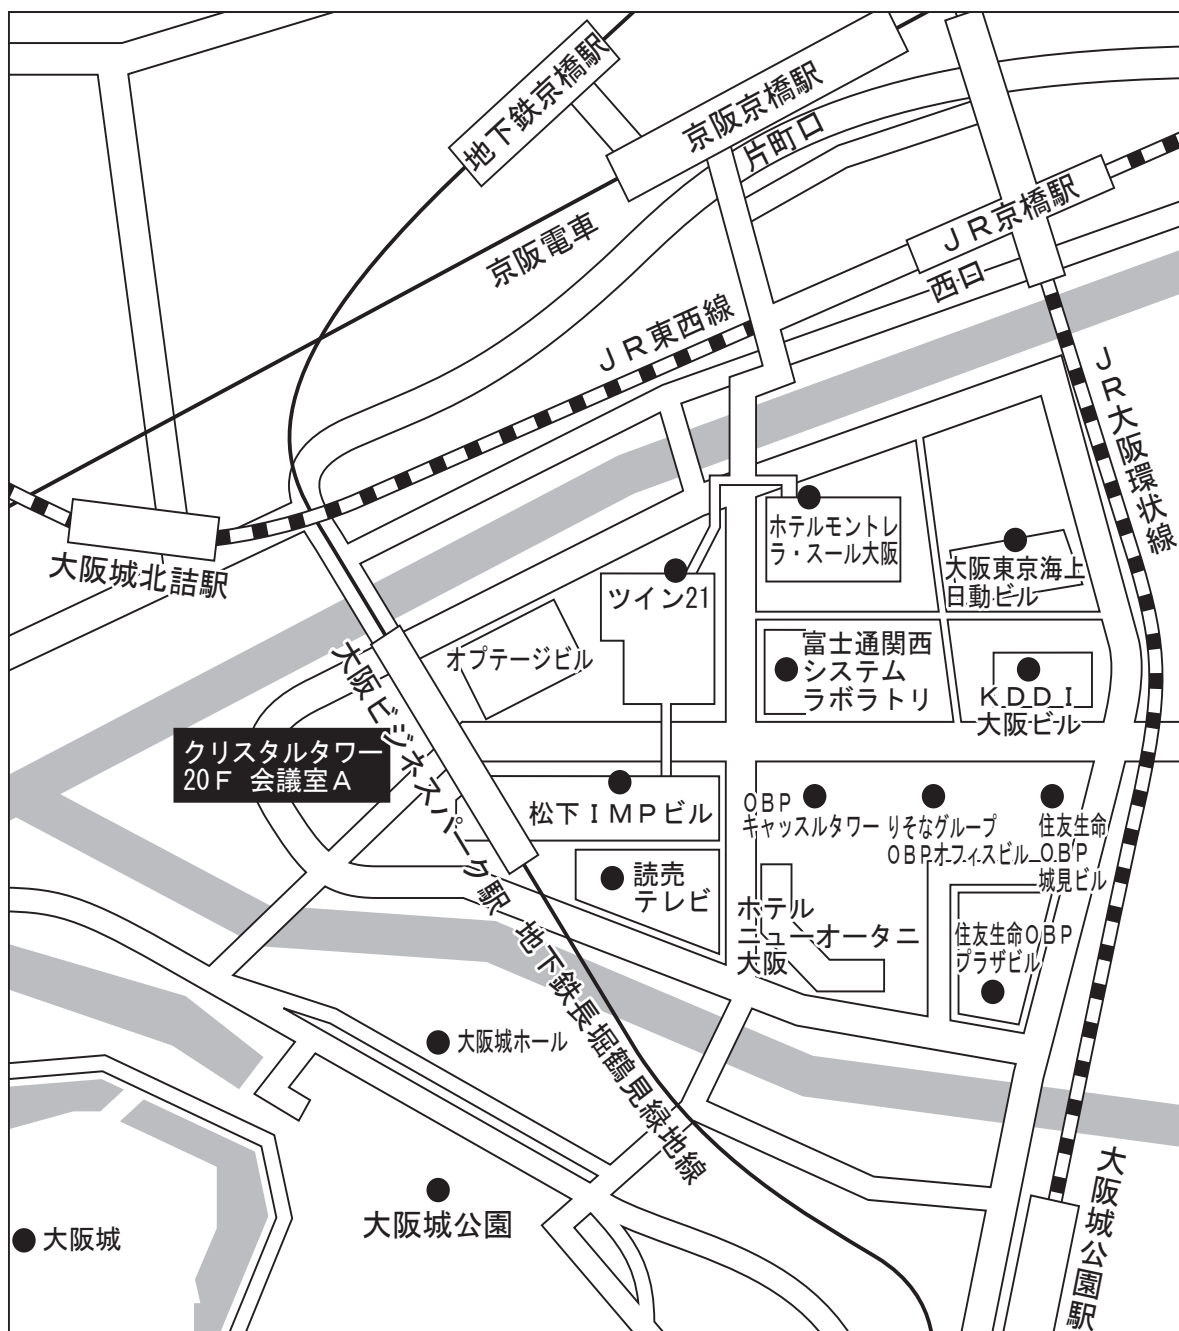 地下鉄京橋駅
京阪京橋駅
片町口
京阪電車
JR京橋駅
西口
JR東西線
JR大阪環状線
大阪城北詰駅
ホテルモントレ
ラ・スール大阪
大阪東京海上
日動ビル
ツイン21
オプテージビル
富士通関西
システム
ラボラトリ
KDDI
大阪ビル
大阪ビジネスパーク駅
クリスタルタワー
20F 会議室A
松下IMPビル
OBP
キャッスルタワー
りそなグループ
OBPオフィスビル
住友生命
OBP
城見ビル
読売
テレビ
ホテル
ニューオータニ
大阪
住友生命OBP
プラザビル
地下鉄長堀鶴見緑地線
大阪城ホール
大阪城公園
大阪城
大阪城公園駅